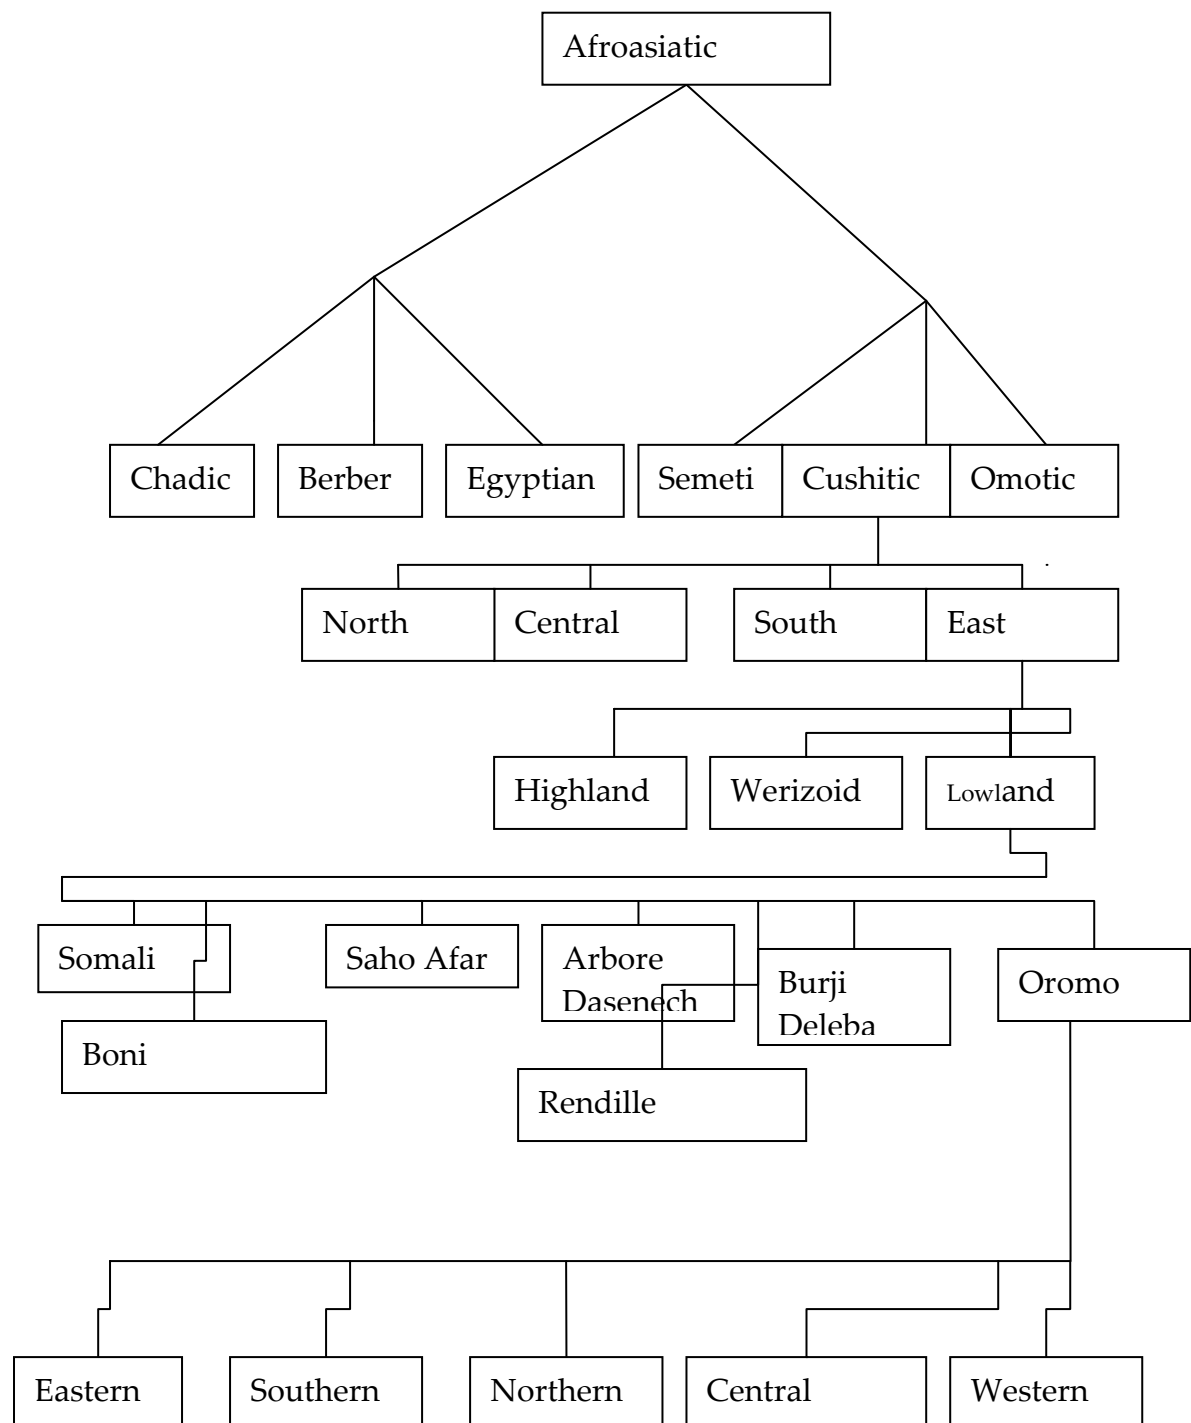 Afroasiatic
Chadic
Berber
Egyptian
Semeti
Cushitic
Omotic
North
Central
South
East
Highland
Werizoid
Lowland
Somali
Saho Afar
Arbore
Dasenech
Burji
Deleba
Oromo
Boni
Rendille
Eastern
Southern
Northern
Central
Western